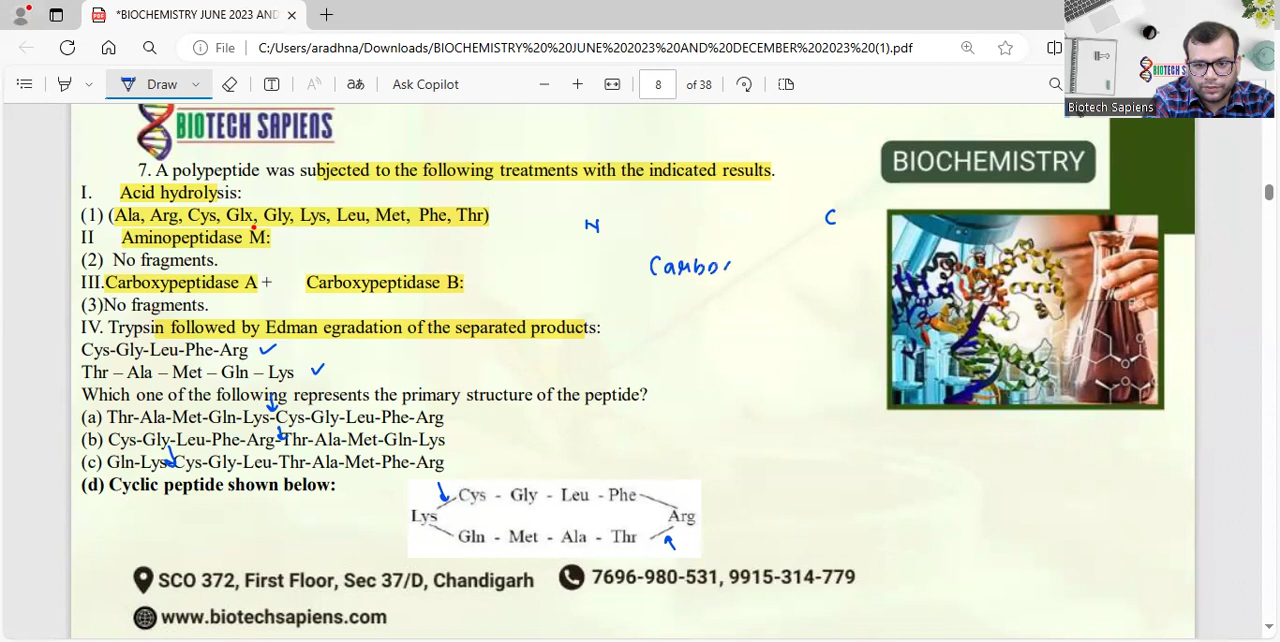 *BIOCHEMISTRY JUNE 2023 AND
File C:/Users/aradhna/Downloads/BIOCHEMISTRY%20%20JUNE%202023%20AND%20DECEMBER%202023%20(1).pdf
Draw Ask Copilot 8 of 38
Biotech Sapiens
BIOTECH SAPIENS
BIOCHEMISTRY
7. A polypeptide was subjected to the following treatments with the indicated results.
I. Acid hydrolysis:
(1) (Ala, Arg, Cys, Glx, Gly, Lys, Leu, Met, Phe, Thr)
N C
II Aminopeptidase M:
(2) No fragments.
Carbo
III.Carboxypeptidase A + Carboxypeptidase B:
(3)No fragments.
IV. Trypsin followed by Edman egradation of the separated products:
Cys-Gly-Leu-Phe-Arg
Thr – Ala – Met – Gln – Lys
Which one of the following represents the primary structure of the peptide?
(a) Thr-Ala-Met-Gln-Lys-Cys-Gly-Leu-Phe-Arg
(b) Cys-Gly-Leu-Phe-Arg-Thr-Ala-Met-Gln-Lys
(c) Gln-Lys-Cys-Gly-Leu-Thr-Ala-Met-Phe-Arg
(d) Cyclic peptide shown below:
Cys - Gly - Leu - Phe
Lys Arg
Gln - Met - Ala - Thr
SCO 372, First Floor, Sec 37/D, Chandigarh 7696-980-531, 9915-314-779
www.biotechsapiens.com